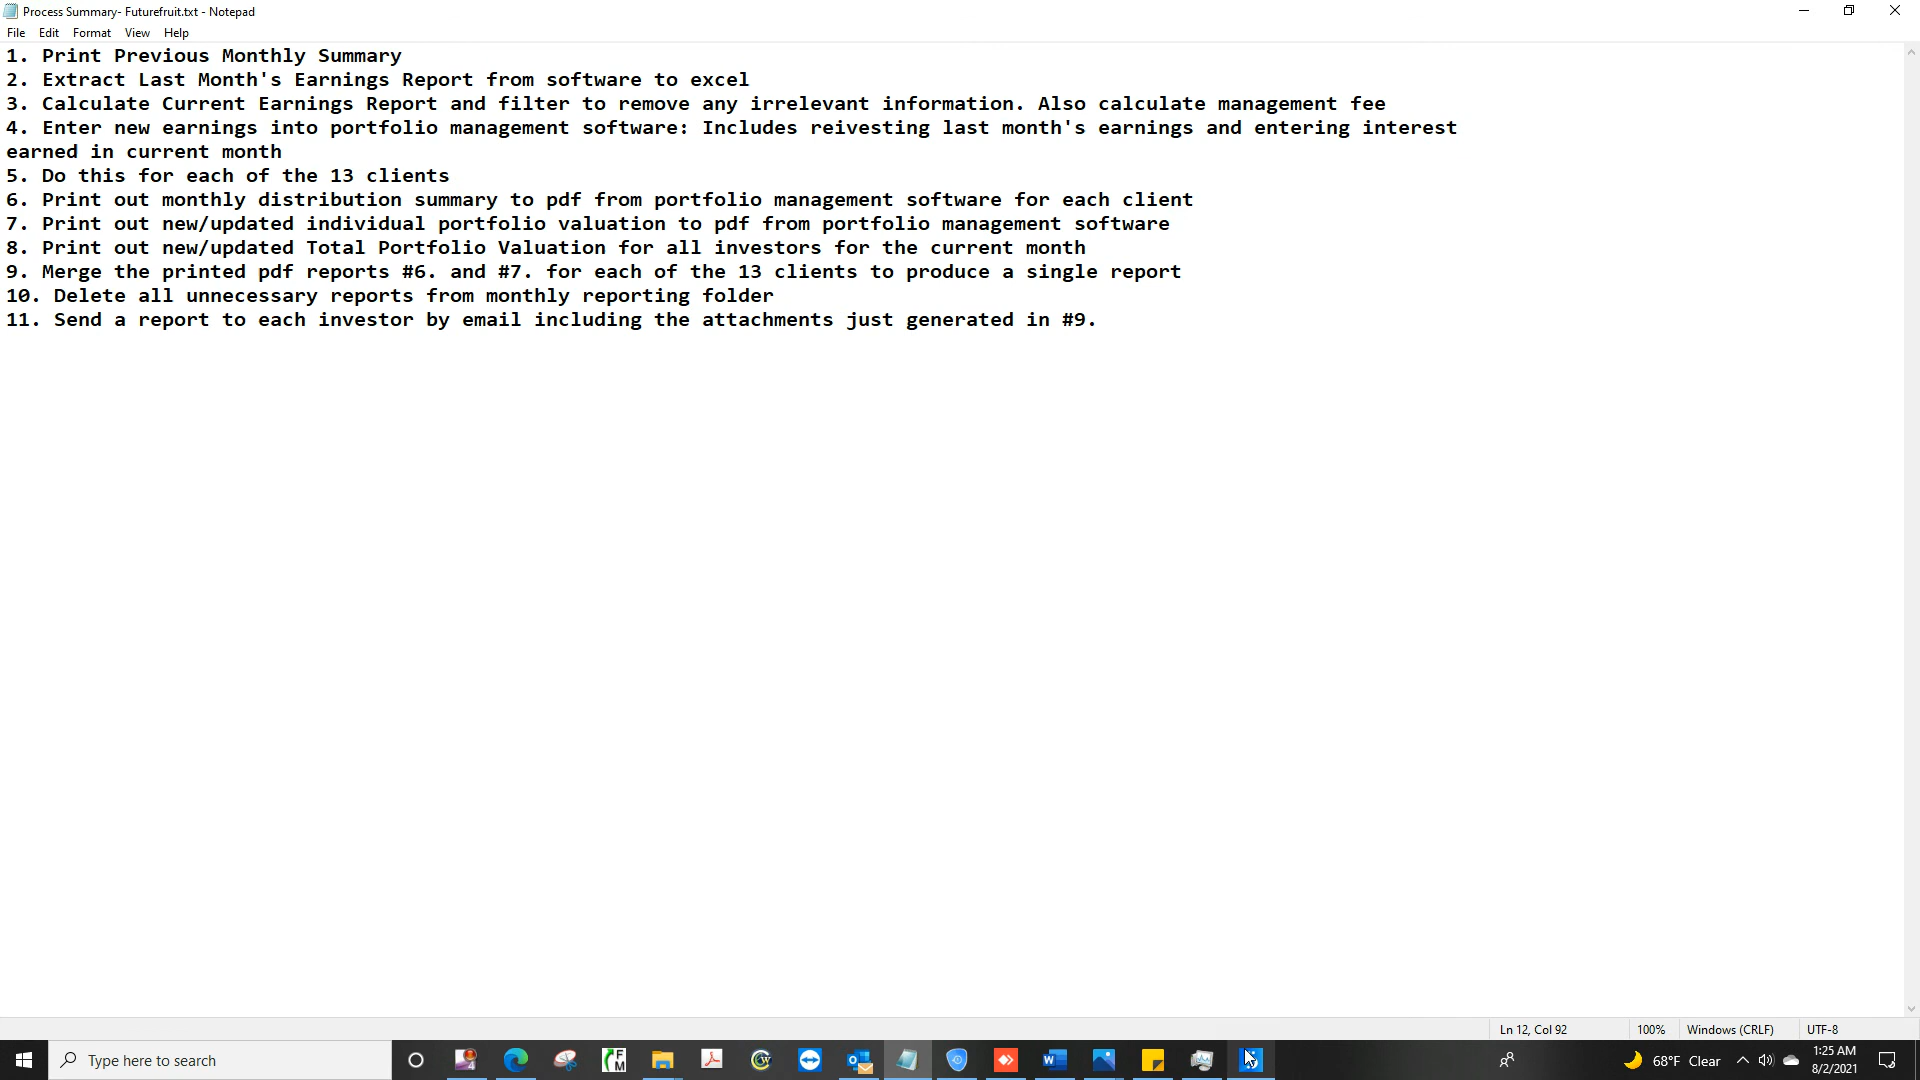 Process Summary- Futurefruit.txt - Notepad
File Edit Format View Help
1. Print Previous Monthly Summary
2. Extract Last Month's Earnings Report from software to excel
3. Calculate Current Earnings Report and filter to remove any irrelevant information. Also calculate management fee
4. Enter new earnings into portfolio management software: Includes reivesting last month's earnings and entering interest
earned in current month
5. Do this for each of the 13 clients
6. Print out monthly distribution summary to pdf from portfolio management software for each client
7. Print out new/updated individual portfolio valuation to pdf from portfolio management software
8. Print out new/updated Total Portfolio Valuation for all investors for the current month
9. Merge the printed pdf reports #6. and #7. for each of the 13 clients to produce a single report
10. Delete all unnecessary reports from monthly reporting folder
11. Send a report to each investor by email including the attachments just generated in #9.
Ln 12, Col 92 100% Windows (CRLF) UTF-8
Type here to search
68°F Clear
1:25 AM
8/2/2021